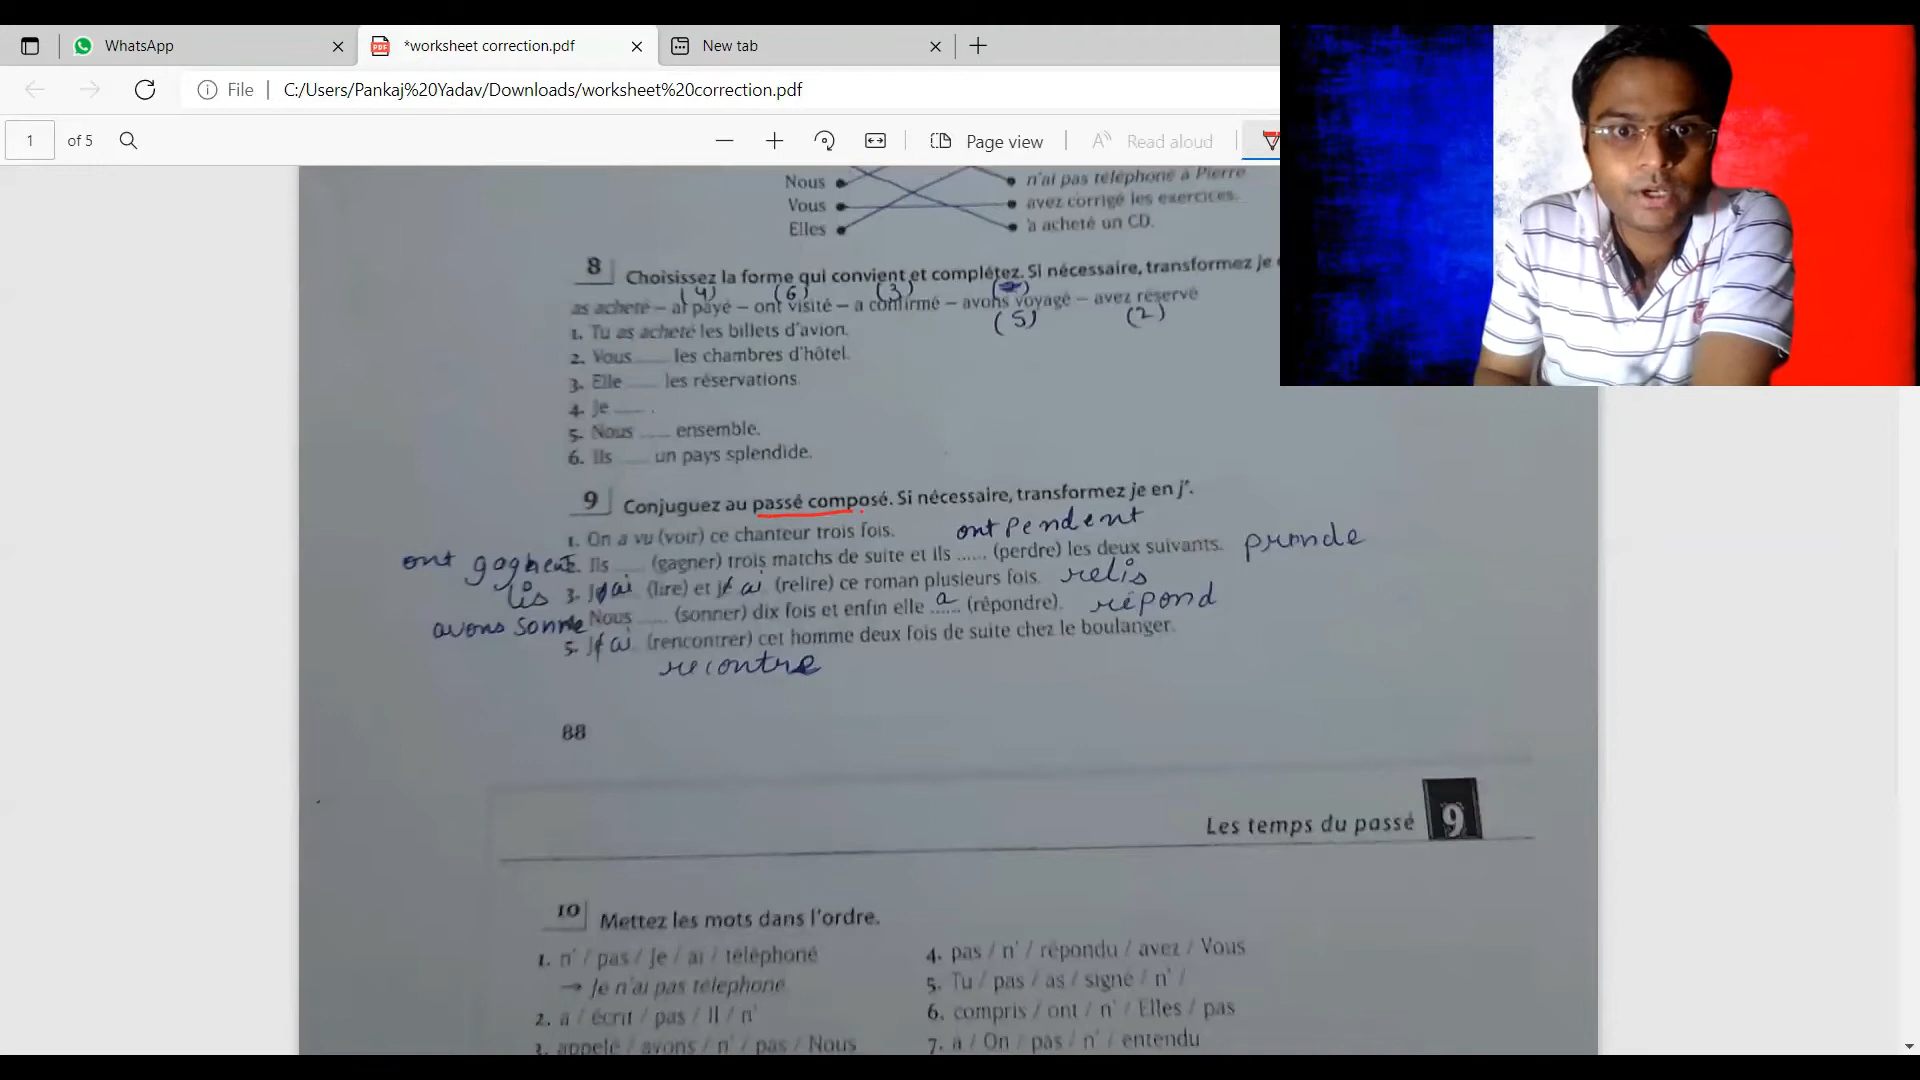 WhatsApp
*worksheet correction.pdf
New tab
File
C:/Users/Pankaj%20Yadav/Downloads/worksheet%20correction.pdf
1 of 5
Page view
Read aloud
Nous
n'ai pas téléphoné à Pierre
Vous
avez corrigé les exercices.
Elles
a acheté un CD.
8 Choisissez la forme qui convient et complétez. Si nécessaire, transformez je
(4) (6) (3)
as acheté – ai payé – ont visité – a confirmé – avons voyagé – avez réservé
(5) (2)
1. Tu as acheté les billets d'avion.
2. Vous ...... les chambres d'hôtel.
3. Elle ...... les réservations.
4. Je ...... .
5. Nous ...... ensemble.
6. Ils ...... un pays splendide.
9 Conjuguez au passé composé. Si nécessaire, transformez je en j'.
1. On a vu (voir) ce chanteur trois fois.
ont pendent
ont
Ils ...... (gagner) trois matchs de suite et ils ...... (perdre) les deux suivants.
lis 3. J'ai (lire) et j'ai (relire) ce roman plusieurs fois. relis
avons sonne Nous ...... (sonner) dix fois et enfin elle a (répondre). répond
5. J'ai (rencontrer) cet homme deux fois de suite chez le boulanger.
recontre
88
Les temps du passé 9
10 Mettez les mots dans l'ordre.
1. n' / pas / Je / ai / téléphoné
→ Je n'ai pas téléphoné
2. a / écrit / pas / Il / n'
3. appelé / avons / n' / pas / Nous
4. pas / n' / répondu / avez / Vous
5. Tu / pas / as / signé / n' /
6. compris / ont / n' / Elles / pas
7. a / On / pas / n' / entendu